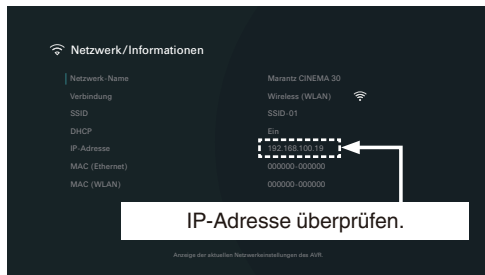 Netzwerk/Informationen
Netzwerk-Name Marantz CINEMA 30
Verbindung Wireless (WLAN)
SSID SSID-01
DHCP Ein
IP-Adresse 192.168.100.19
MAC (Ethernet) 000000-000000
MAC (WLAN) 000000-000000
IP-Adresse überprüfen.
Anzeige der aktuellen Netzwerkeinstellungen des AVR